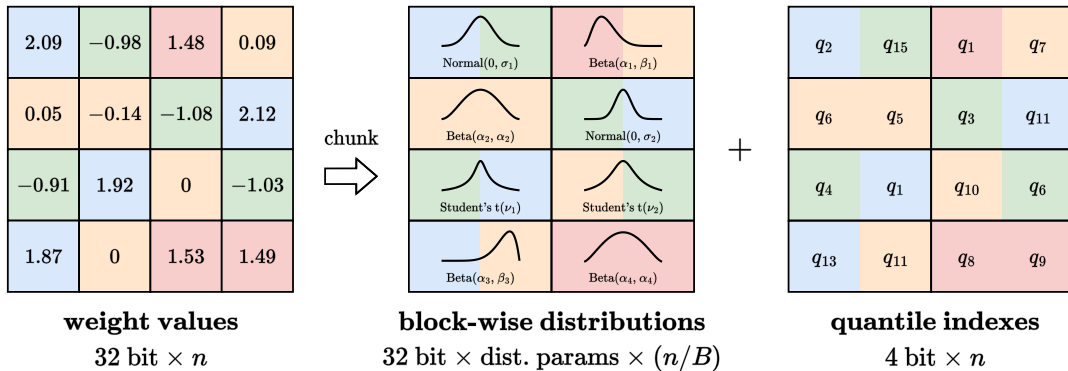 2.09 −0.98 1.48 0.09
0.05 −0.14 −1.08 2.12
−0.91 1.92 0 −1.03
1.87 0 1.53 1.49
weight values
32 bit × n
chunk
Normal(0, σ₁) Beta(α₁, β₁)
Beta(α₂, α₂) Normal(0, σ₂)
Student's t(ν₁) Student's t(ν₂)
Beta(α₃, β₃) Beta(α₄, α₄)
block-wise distributions
32 bit × dist. params × (n/B)
+
q₂ q₁₅ q₁ q₇
q₆ q₅ q₃ q₁₁
q₄ q₁ q₁₀ q₆
q₁₃ q₁₁ q₈ q₉
quantile indexes
4 bit × n